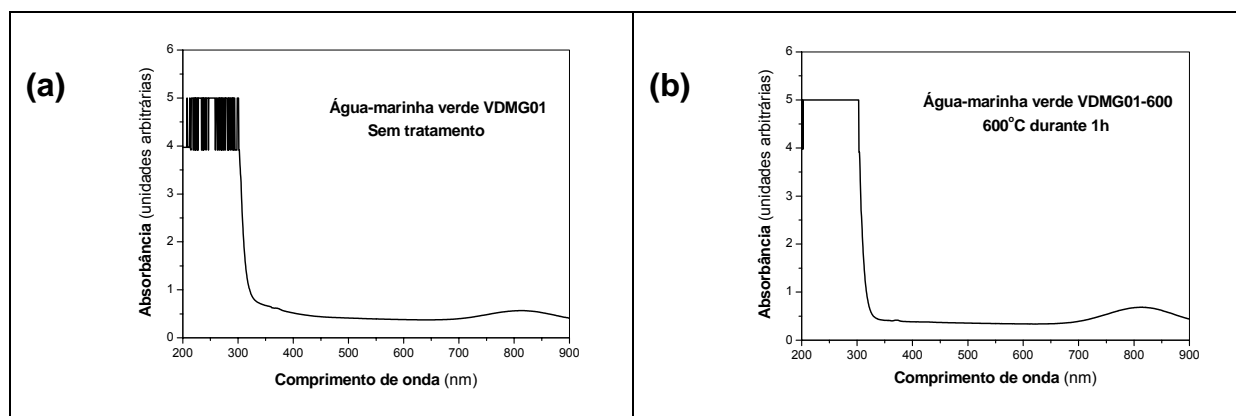 (a)
Água-marinha verde VDMG01
Sem tratamento
Absorbância (unidades arbitrárias)
6
5
4
3
2
1
0
200 300 400 500 600 700 800 900
Comprimento de onda (nm)
(b)
Água-marinha verde VDMG01-600
600°C durante 1h
Absorbância (unidades arbitrárias)
6
5
4
3
2
1
0
200 300 400 500 600 700 800 900
Comprimento de onda (nm)